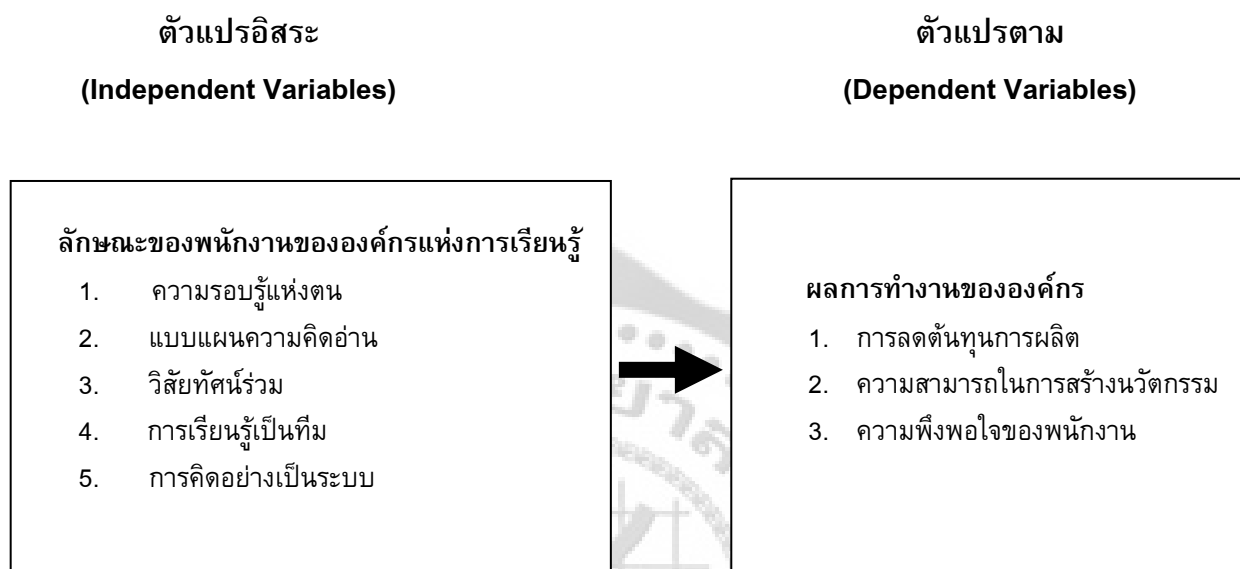 ตัวแปรอิสระ
(Independent Variables)
ลักษณะของพนักงานขององค์กรแห่งการเรียนรู้
1. ความรอบรู้แห่งตน
2. แบบแผนความคิดอ่าน
3. วิสัยทัศน์ร่วม
4. การเรียนรู้เป็นทีม
5. การคิดอย่างเป็นระบบ
ตัวแปรตาม
(Dependent Variables)
ผลการทำงานขององค์กร
1. การลดต้นทุนการผลิต
2. ความสามารถในการสร้างนวัตกรรม
3. ความพึงพอใจของพนักงาน